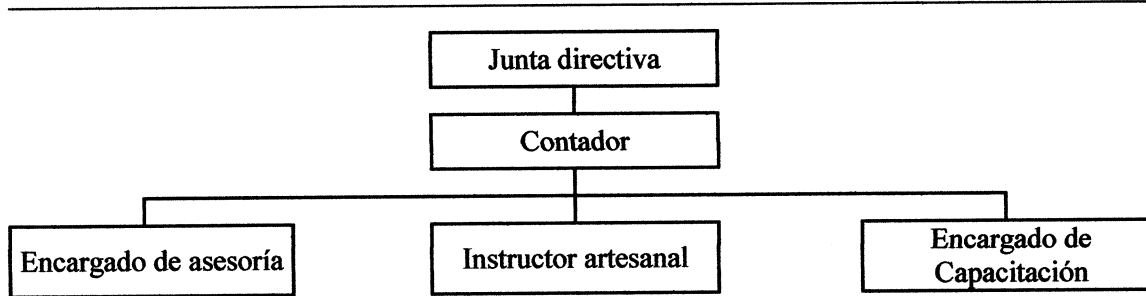 Junta directiva
Contador
Encargado de asesoría
Instructor artesanal
Encargado de
Capacitación